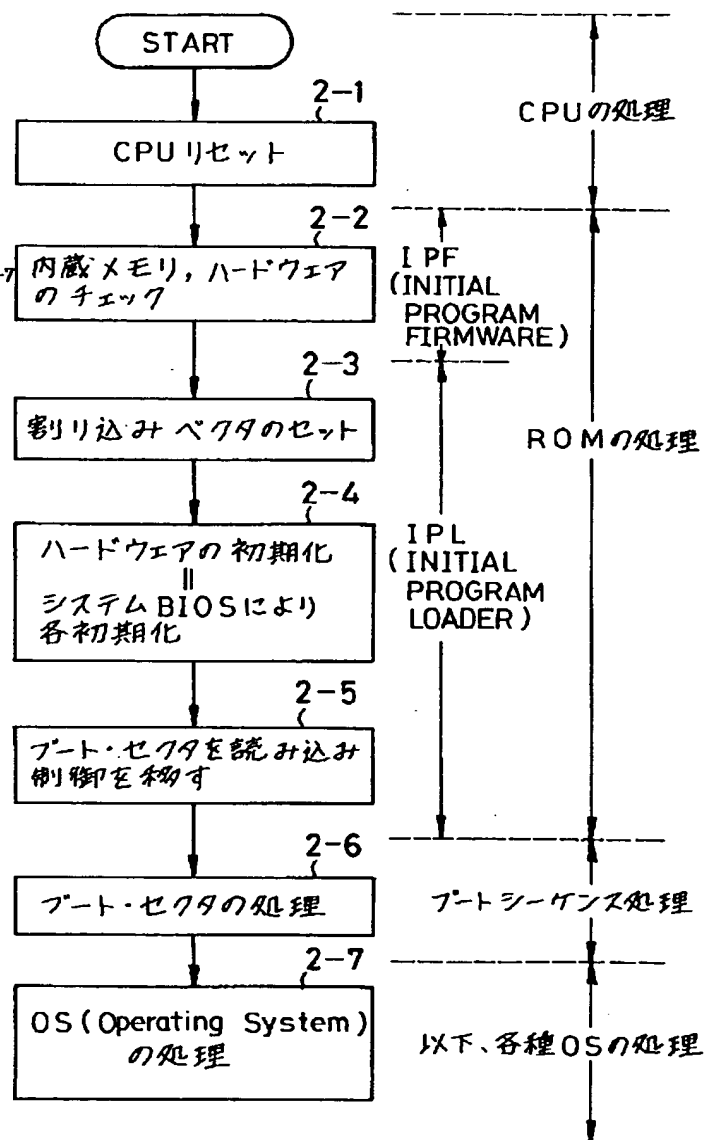 START
CPUの処理
2-1
CPUリセット
2-2
内蔵メモリ,ハードウェア
のチェック
IPF
(INITIAL
PROGRAM
FIRMWARE)
2-3
割り込みベクタのセット
ROMの処理
2-4
ハードウェアの初期化
=
システムBIOSにより
各初期化
IPL
(INITIAL
PROGRAM
LOADER)
2-5
ブート・セクタを読み込み
制御を移す
2-6
ブート・セクタの処理
ブートシーケンス処理
2-7
OS(Operating System)
の処理
以下、各種OSの処理